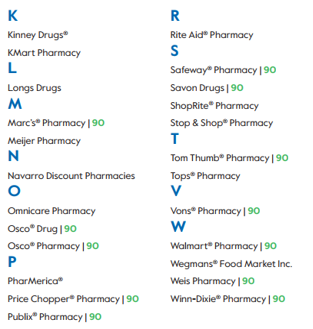 K
Kinney Drugs®
KMart Pharmacy
L
Longs Drugs
M
Marc's® Pharmacy | 90
Meijer Pharmacy
N
Navarro Discount Pharmacies
O
Omnicare Pharmacy
Osco® Drug | 90
Osco® Pharmacy | 90
P
PharMerica®
Price Chopper® Pharmacy | 90
Publix® Pharmacy | 90
R
Rite Aid® Pharmacy
S
Safeway® Pharmacy | 90
Savon Drugs | 90
ShopRite® Pharmacy
Stop & Shop® Pharmacy
T
Tom Thumb® Pharmacy | 90
Tops® Pharmacy
V
Vons® Pharmacy | 90
W
Walmart® Pharmacy | 90
Wegmans® Food Market Inc.
Weis Pharmacy | 90
Winn-Dixie® Pharmacy | 90